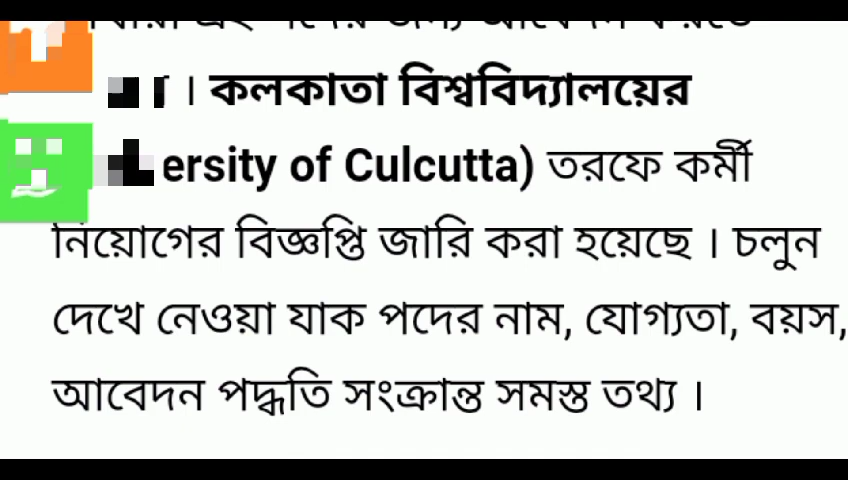 । কলকাতা বিশ্ববিদ্যালয়ের
ersity of Culcutta) তরফে কর্মী
নিয়োগের বিজ্ঞপ্তি জারি করা হয়েছে । চলুন
দেখে নেওয়া যাক পদের নাম, যোগ্যতা, বয়স,
আবেদন পদ্ধতি সংক্রান্ত সমস্ত তথ্য ।